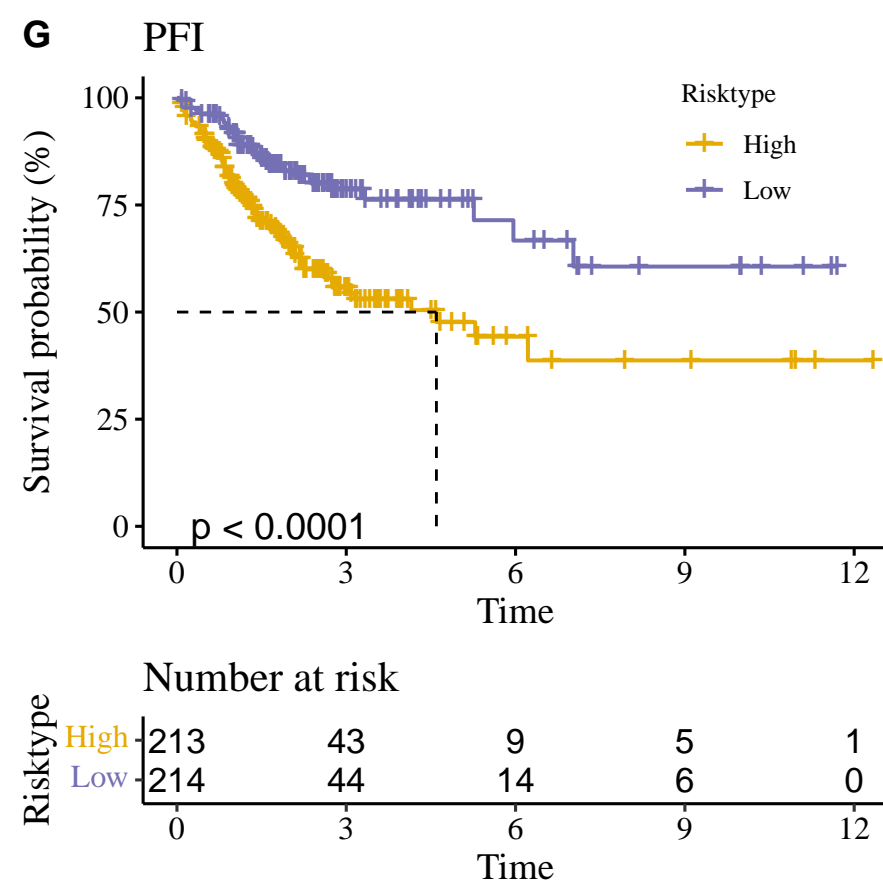 G PFI
Survival probability (%)
100
75
50
25
0
Risktype
High
Low
p < 0.0001
0 3 6 9 12
Time
Number at risk
Risktype
High 213 43 9 5 1
Low 214 44 14 6 0
0 3 6 9 12
Time